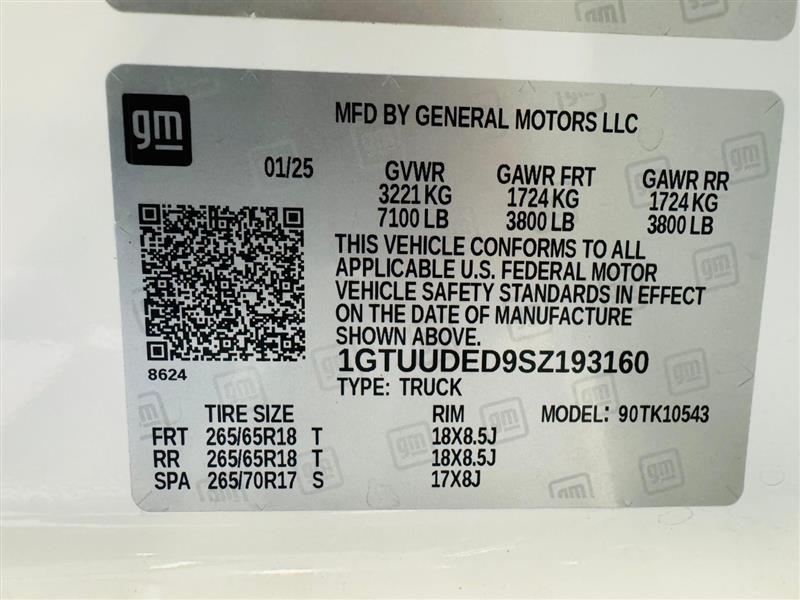 gm
MFD BY GENERAL MOTORS LLC
01/25
GVWR GAWR FRT GAWR RR
3221 KG 1724 KG 1724 KG
7100 LB 3800 LB 3800 LB
THIS VEHICLE CONFORMS TO ALL
APPLICABLE U.S. FEDERAL MOTOR
VEHICLE SAFETY STANDARDS IN EFFECT
ON THE DATE OF MANUFACTURE
SHOWN ABOVE.
1GTUUDED9SZ193160
8624
TYPE: TRUCK
TIRE SIZE RIM MODEL: 90TK10543
FRT 265/65R18 T 18X8.5J
RR 265/65R18 T 18X8.5J
SPA 265/70R17 S 17X8J